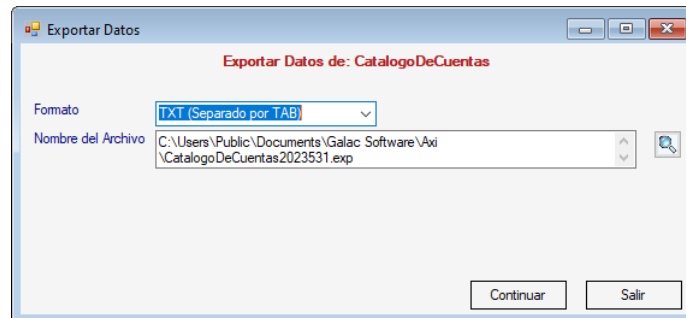 Exportar Datos
Exportar Datos de: CatalogoDeCuentas
Formato
TXT (Separado por TAB)
Nombre del Archivo
C:\Users\Public\Documents\Galac Software\Axi
\CatalogoDeCuentas2023531.exp
Continuar
Salir